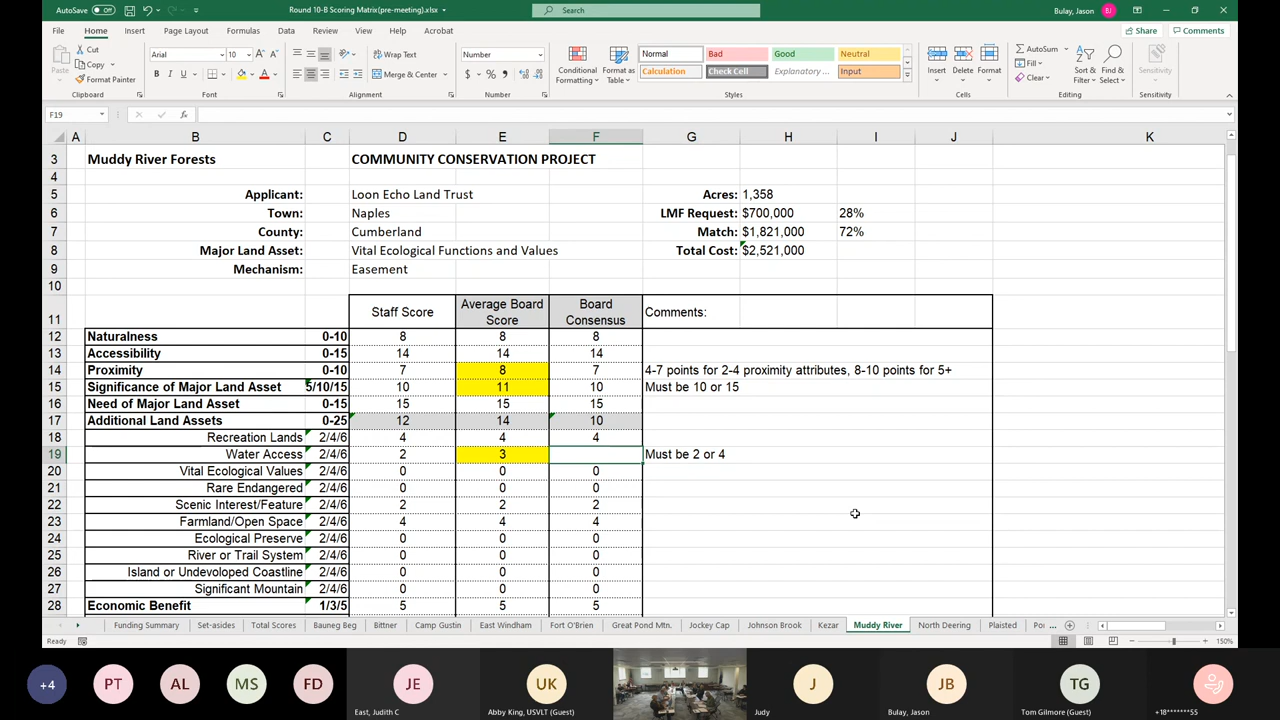 AutoSave Off Round 10-B Scoring Matrix(pre-meeting).xlsx Search Bulay, Jason BJ
File Home Insert Page Layout Formulas Data Review View Help Acrobat Share Comments
Paste Cut Copy Format Painter Clipboard
Arial 10 B I U A Font
Wrap Text Merge & Center Alignment
Number $ % Number
Conditional Formatting Format as Table Normal Bad Good Neutral Calculation Check Cell Explanatory ... Input Styles
Insert Delete Format Cells
AutoSum Fill Clear Sort & Filter Find & Select Editing
Sensitivity Sensitivity
F19 fx
A B C D E F G H I J K
3 Muddy River Forests COMMUNITY CONSERVATION PROJECT
4
5 Applicant: Loon Echo Land Trust Acres: 1,358
6 Town: Naples LMF Request: $700,000 28%
7 County: Cumberland Match: $1,821,000 72%
8 Major Land Asset: Vital Ecological Functions and Values Total Cost: $2,521,000
9 Mechanism: Easement
10
11 Staff Score Average Board Score Board Consensus Comments:
12 Naturalness 0-10 8 8 8
13 Accessibility 0-15 14 14 14
14 Proximity 0-10 7 8 7 4-7 points for 2-4 proximity attributes, 8-10 points for 5+
15 Significance of Major Land Asset 5/10/15 10 11 10 Must be 10 or 15
16 Need of Major Land Asset 0-15 15 15 15
17 Additional Land Assets 0-25 12 14 10
18 Recreation Lands 2/4/6 4 4 4
19 Water Access 2/4/6 2 3 Must be 2 or 4
20 Vital Ecological Values 2/4/6 0 0 0
21 Rare Endangered 2/4/6 0 0 0
22 Scenic Interest/Feature 2/4/6 2 2 2
23 Farmland/Open Space 2/4/6 4 4 4
24 Ecological Preserve 2/4/6 0 0 0
25 River or Trail System 2/4/6 0 0 0
26 Island or Undevoloped Coastline 2/4/6 0 0 0
27 Significant Mountain 2/4/6 0 0 0
28 Economic Benefit 1/3/5 5 5 5
Funding Summary Set-asides Total Scores Bauneg Beg Bittner Camp Gustin East Windham Fort O'Brien Great Pond Mtn. Jockey Cap Johnson Brook Kezar Muddy River North Deering Plaisted Poi
Ready 150%
+4 PT AL MS FD JE UK J JB TG
East, Judith C Abby King, USVLT (Guest) Judy Bulay, Jason Tom Gilmore (Guest) +18*******55